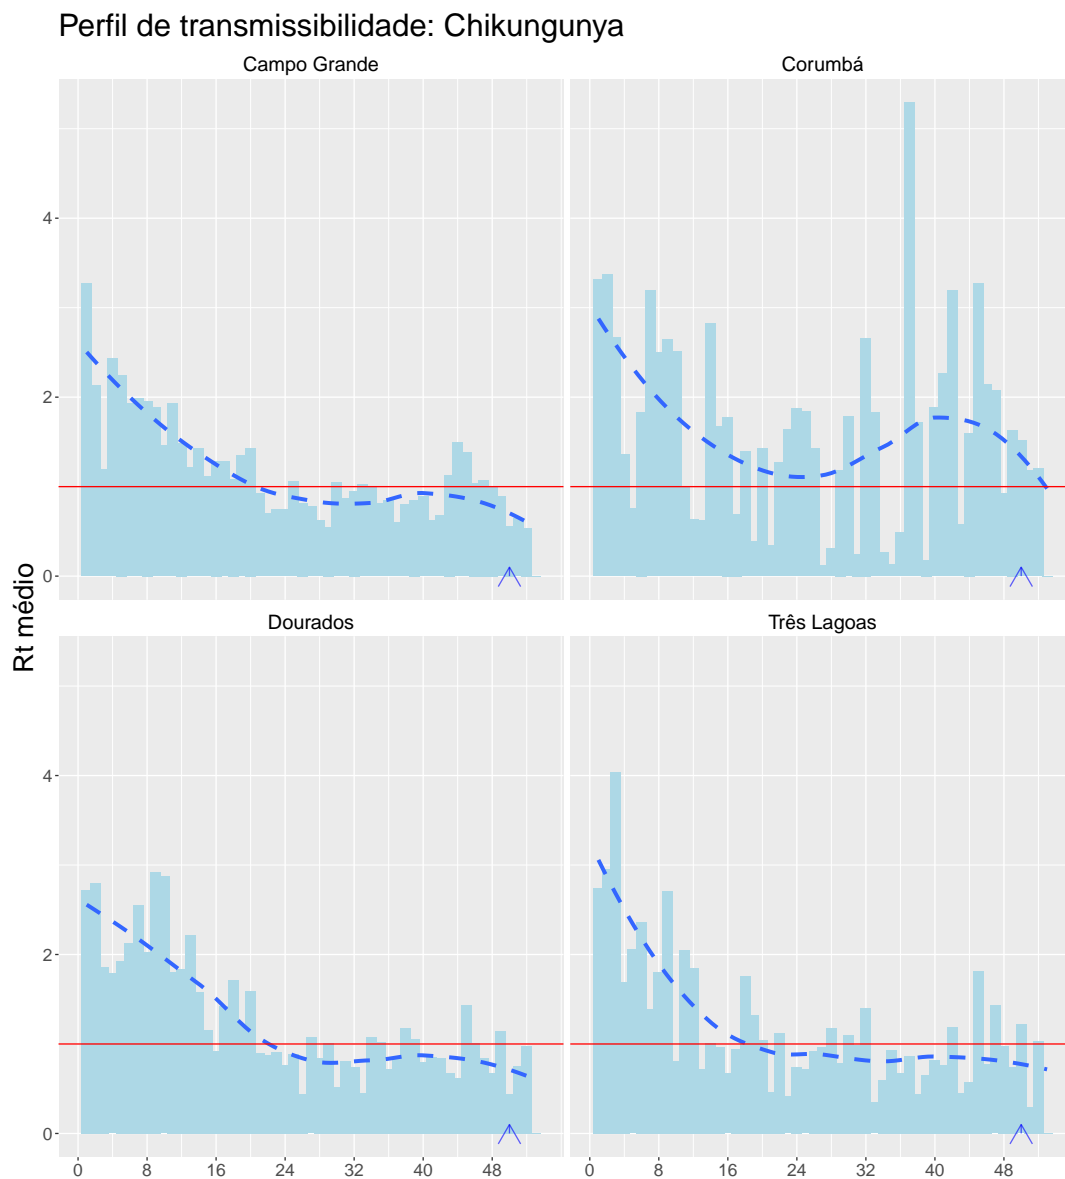 Perfil de transmissibilidade: Chikungunya
Campo Grande
Corumbá
4
2
0
Rt médio
Dourados
Três Lagoas
4
2
0
0 8 16 24 32 40 48
0 8 16 24 32 40 48